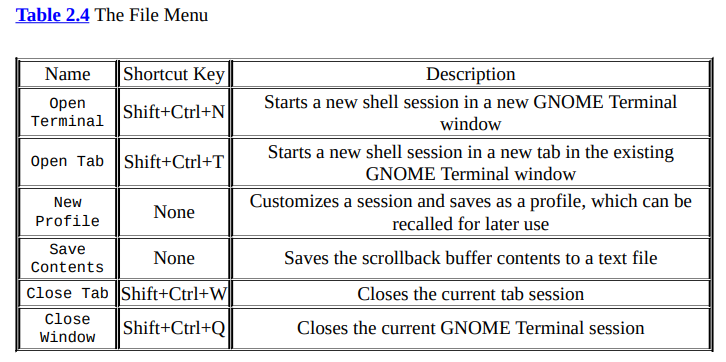 Table 2.4 The File Menu
Name Shortcut Key Description
Open Terminal Shift+Ctrl+N Starts a new shell session in a new GNOME Terminal window
Open Tab Shift+Ctrl+T Starts a new shell session in a new tab in the existing GNOME Terminal window
New Profile None Customizes a session and saves as a profile, which can be recalled for later use
Save Contents None Saves the scrollback buffer contents to a text file
Close Tab Shift+Ctrl+W Closes the current tab session
Close Window Shift+Ctrl+Q Closes the current GNOME Terminal session